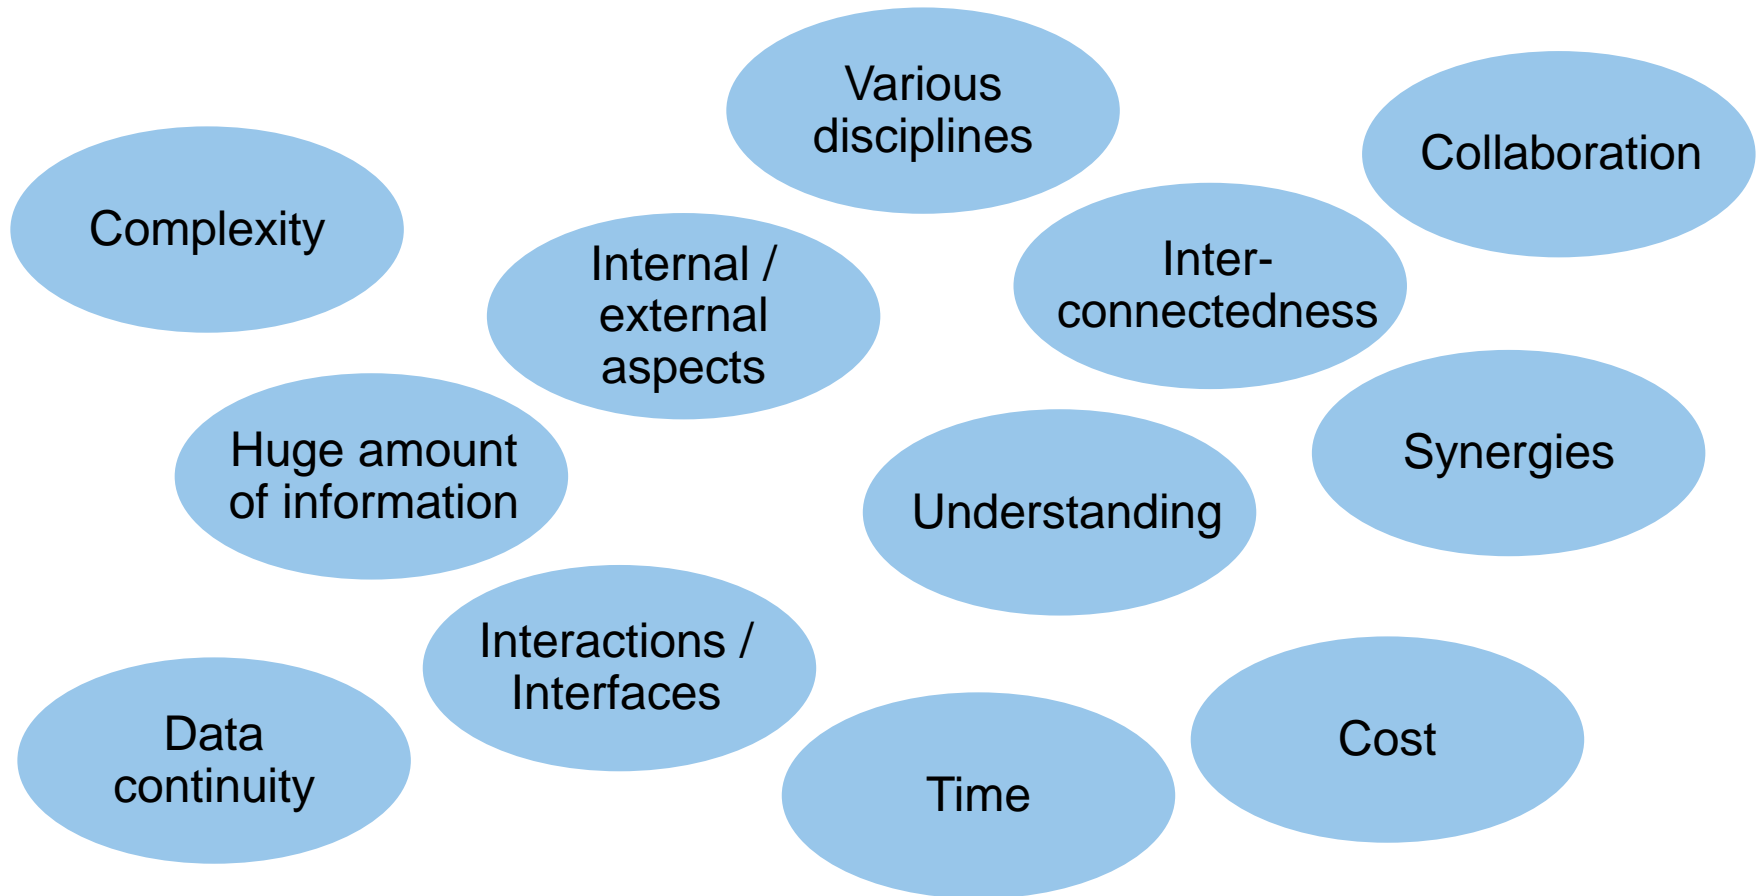 Various
disciplines
Collaboration
Complexity
Internal /
external
aspects
Inter-
connectedness
Huge amount
of information
Understanding
Synergies
Interactions /
Interfaces
Data
continuity
Time
Cost